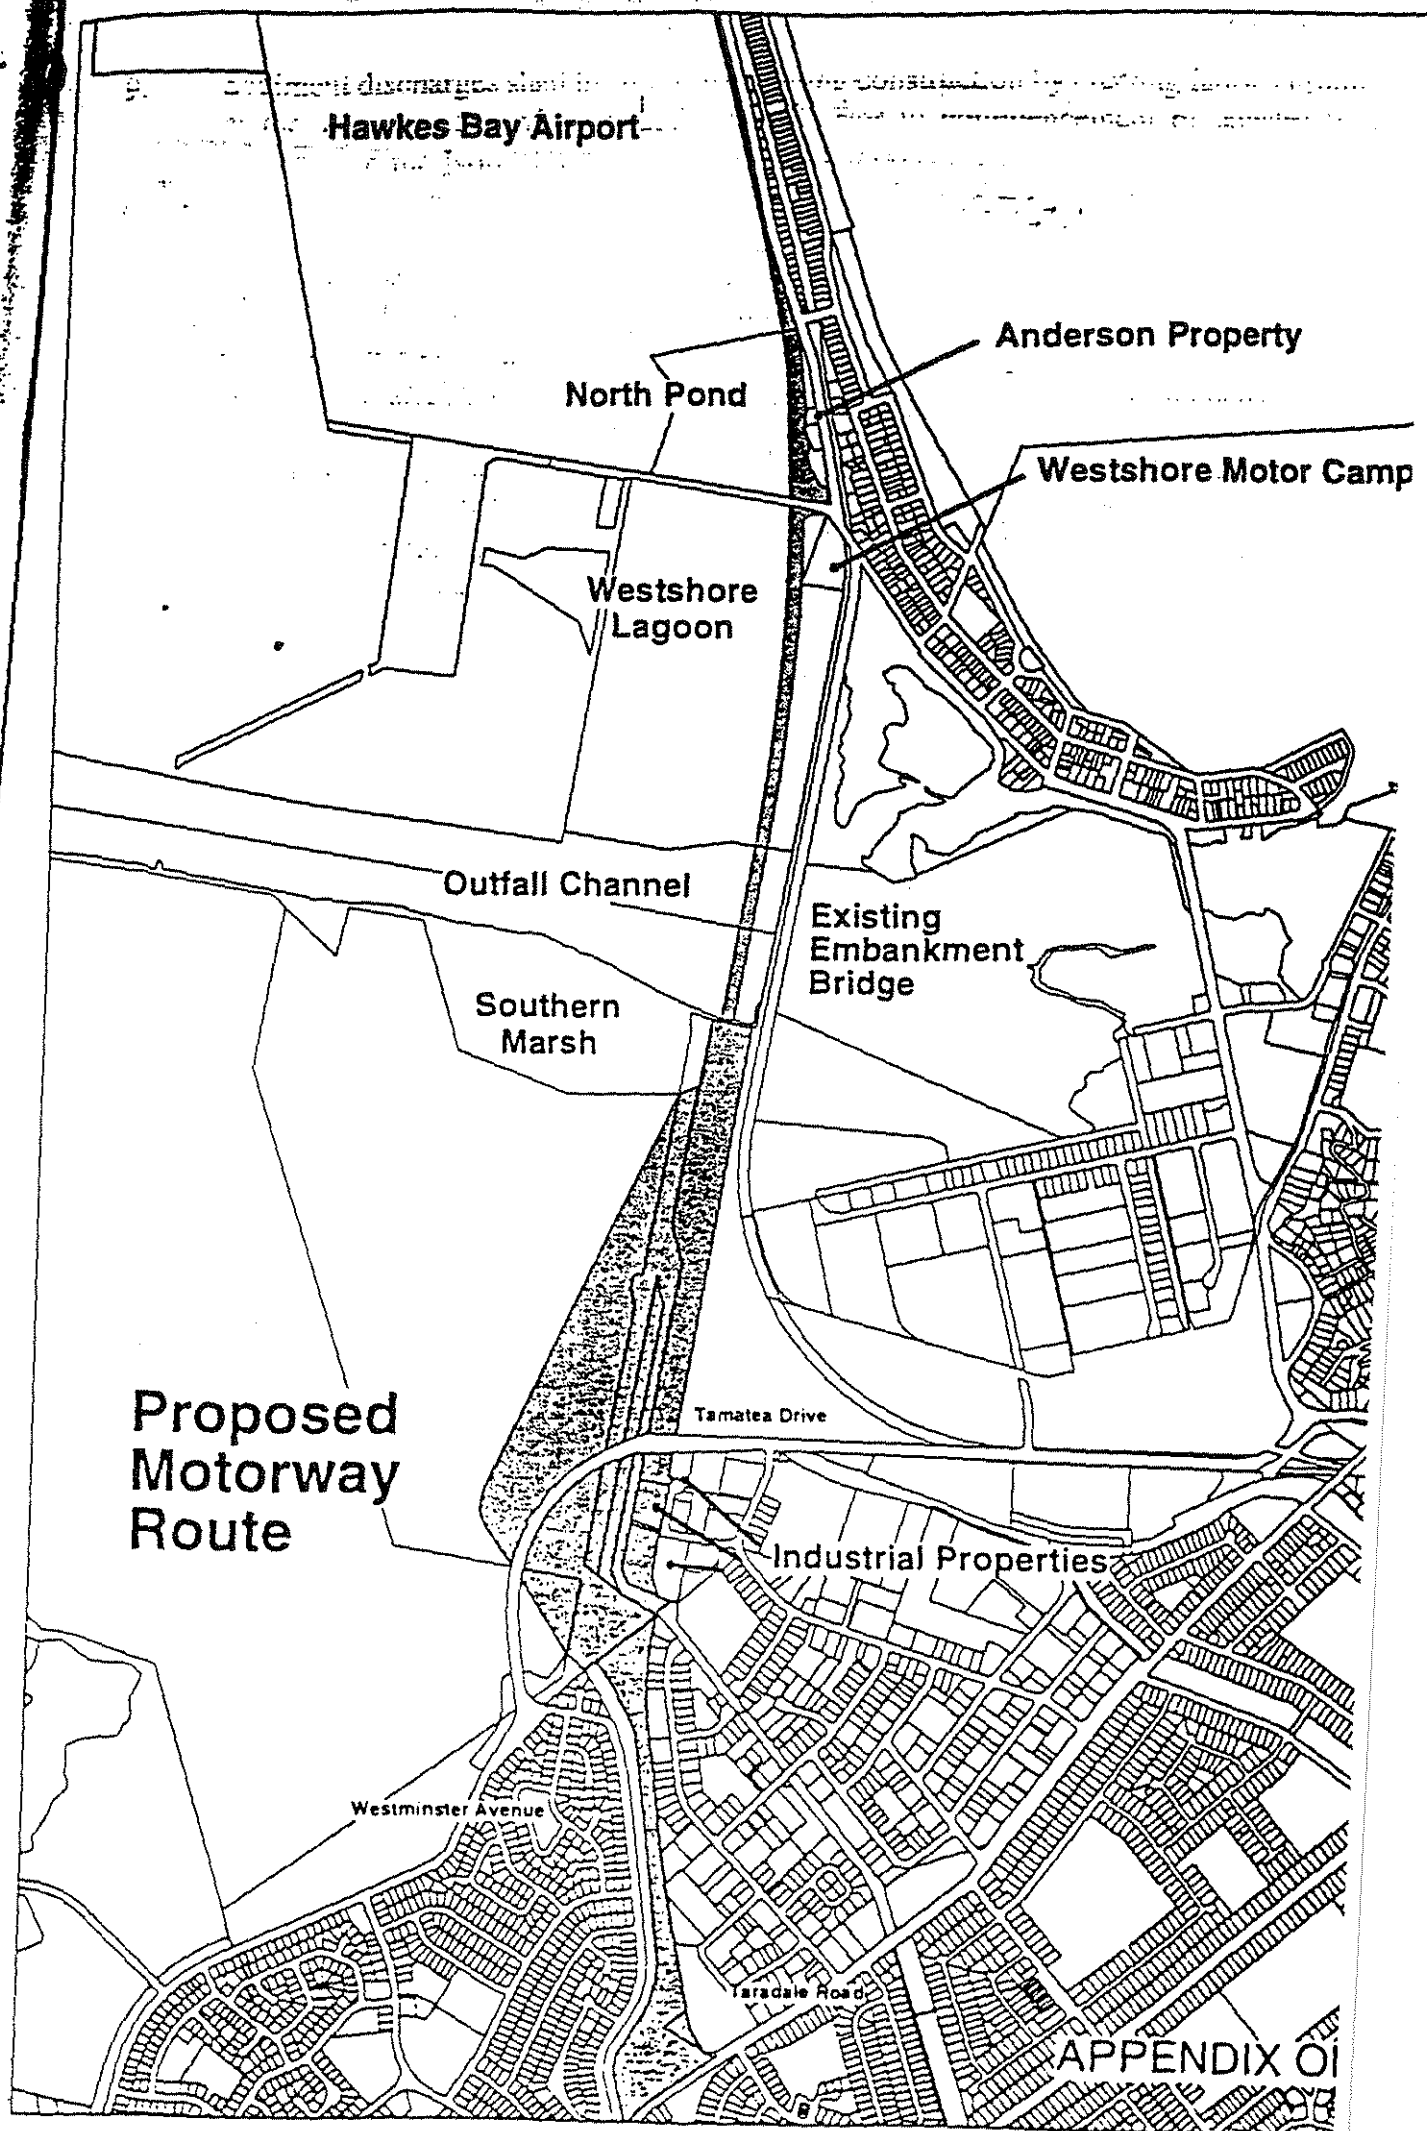 Hawkes Bay Airport
Anderson Property
North Pond
Westshore Motor Camp
Westshore
Lagoon
Outfall Channel
Existing
Embankment
Bridge
Southern
Marsh
Proposed
Motorway
Route
Tamatea Drive
Industrial Properties
Westminster Avenue
Taradale Road
APPENDIX